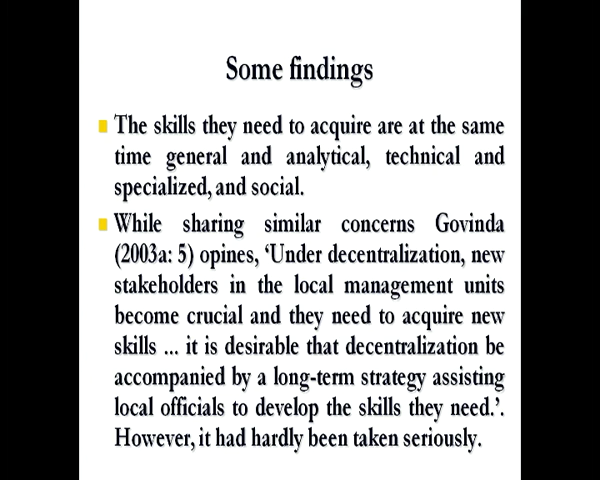 Some findings
The skills they need to acquire are at the same
time general and analytical, technical and
specialized, and social.
While sharing similar concerns Govinda
(2003a: 5) opines, ‘Under decentralization, new
stakeholders in the local management units
become crucial and they need to acquire new
skills ... it is desirable that decentralization be
accompanied by a long-term strategy assisting
local officials to develop the skills they need.’.
However, it had hardly been taken seriously.